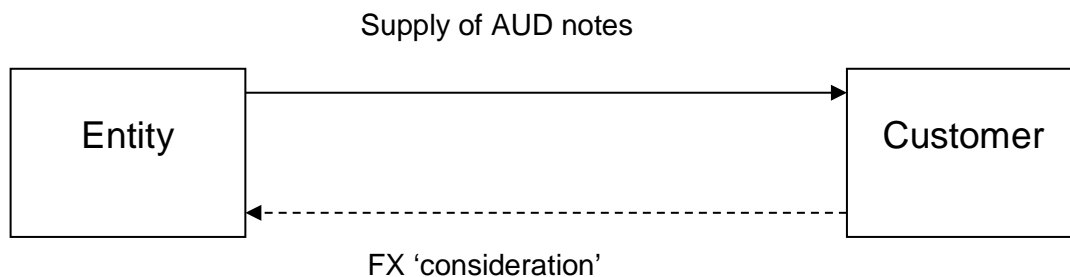 Supply of AUD notes
Entity
Customer
FX ‘consideration’